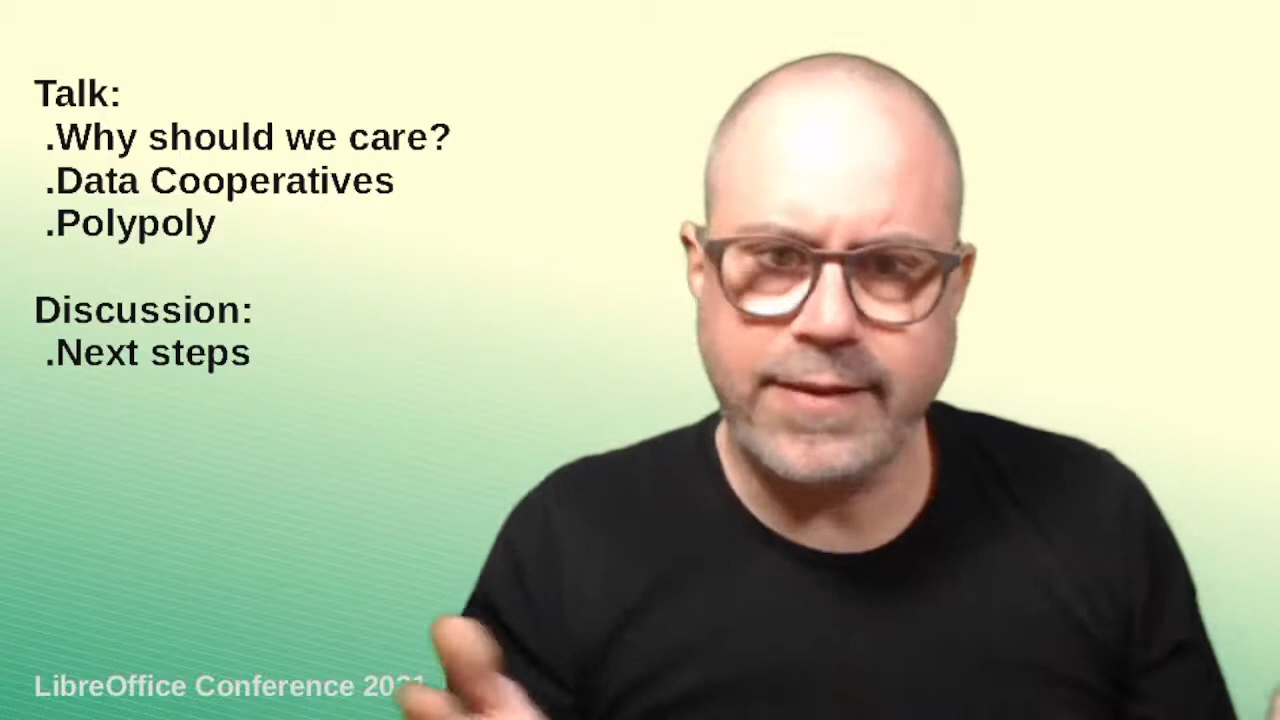 Talk:
.Why should we care?
.Data Cooperatives
.Polypoly
Discussion:
.Next steps
LibreOffice Conference